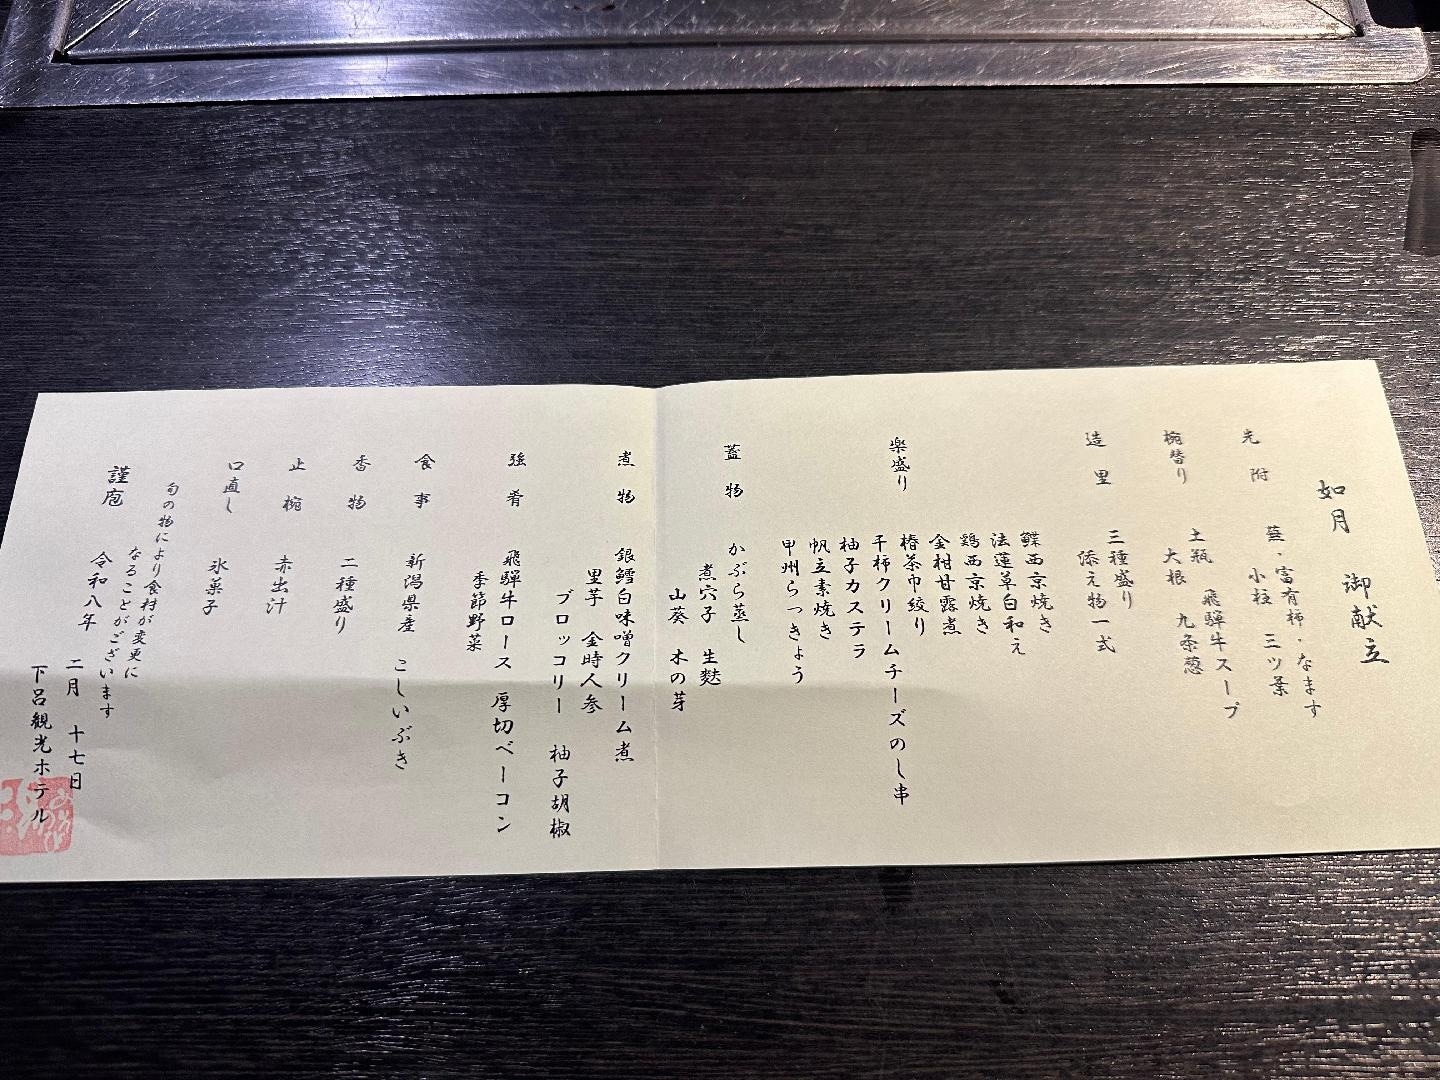 如月 御献立
先附
蕪・富有柿・なます
小柱 三ツ葉
椀替り
土瓶 飛騨牛スープ
大根 九条葱
造里
三種盛り
添え物一式
楽盛り
鰈西京焼き
法蓮草白和え
鶏西京焼き
金柑甘露煮
椿茶巾絞り
干柿クリームチーズのし串
柚子カステラ
帆立素焼き
甲州らっきょう
蓋物
かぶら蒸し
煮穴子 生麩
山葵 木の芽
煮物
銀鱈白味噌クリーム煮
里芋 金時人参
ブロッコリー 柚子胡椒
強肴
飛騨牛ロース 厚切ベーコン
季節野菜
食事
新潟県産 こしいぶき
香物
二種盛り
止椀
赤出汁
口直し
氷菓子
旬の物により食材が変更に
なることがございます
謹庖
令和八年 二月 十七日
下呂観光ホテル